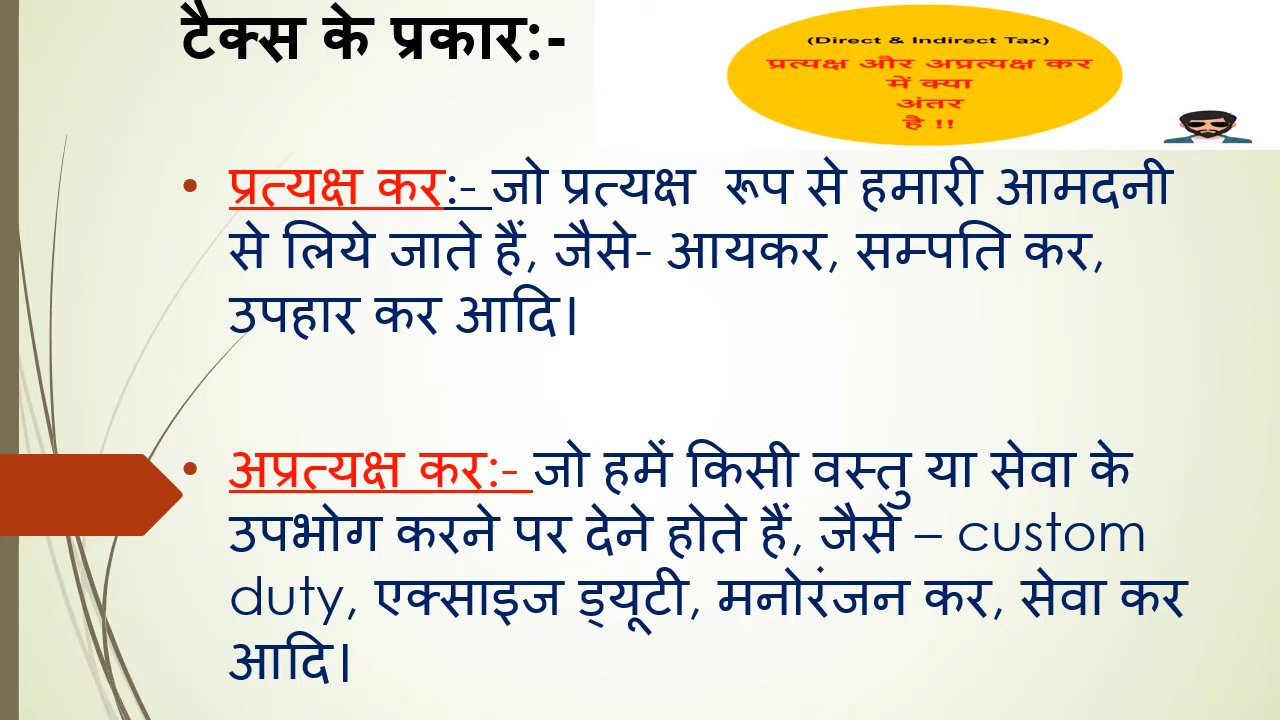 टैक्स के प्रकार:-
(Direct & Indirect Tax)
प्रत्यक्ष और अप्रत्यक्ष कर
में क्या
अंतर
है !!
• प्रत्यक्ष कर:- जो प्रत्यक्ष रूप से हमारी आमदनी
से लिये जाते हैं, जैसे- आयकर, सम्पति कर,
उपहार कर आदि।
• अप्रत्यक्ष कर:- जो हमें किसी वस्तु या सेवा के
उपभोग करने पर देने होते हैं, जैसे – custom
duty, एक्साइज ड्यूटी, मनोरंजन कर, सेवा कर
आदि।